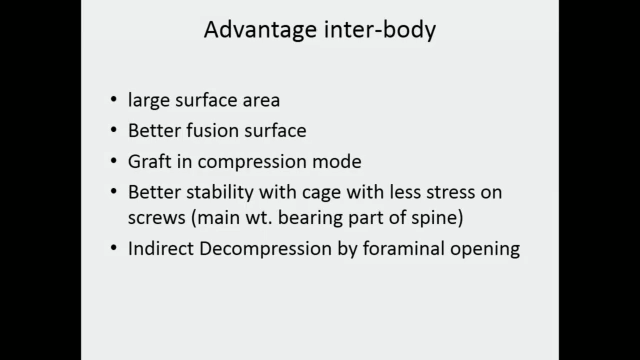 Advantage inter-body
• large surface area
• Better fusion surface
• Graft in compression mode
• Better stability with cage with less stress on
screws (main wt. bearing part of spine)
• Indirect Decompression by foraminal opening